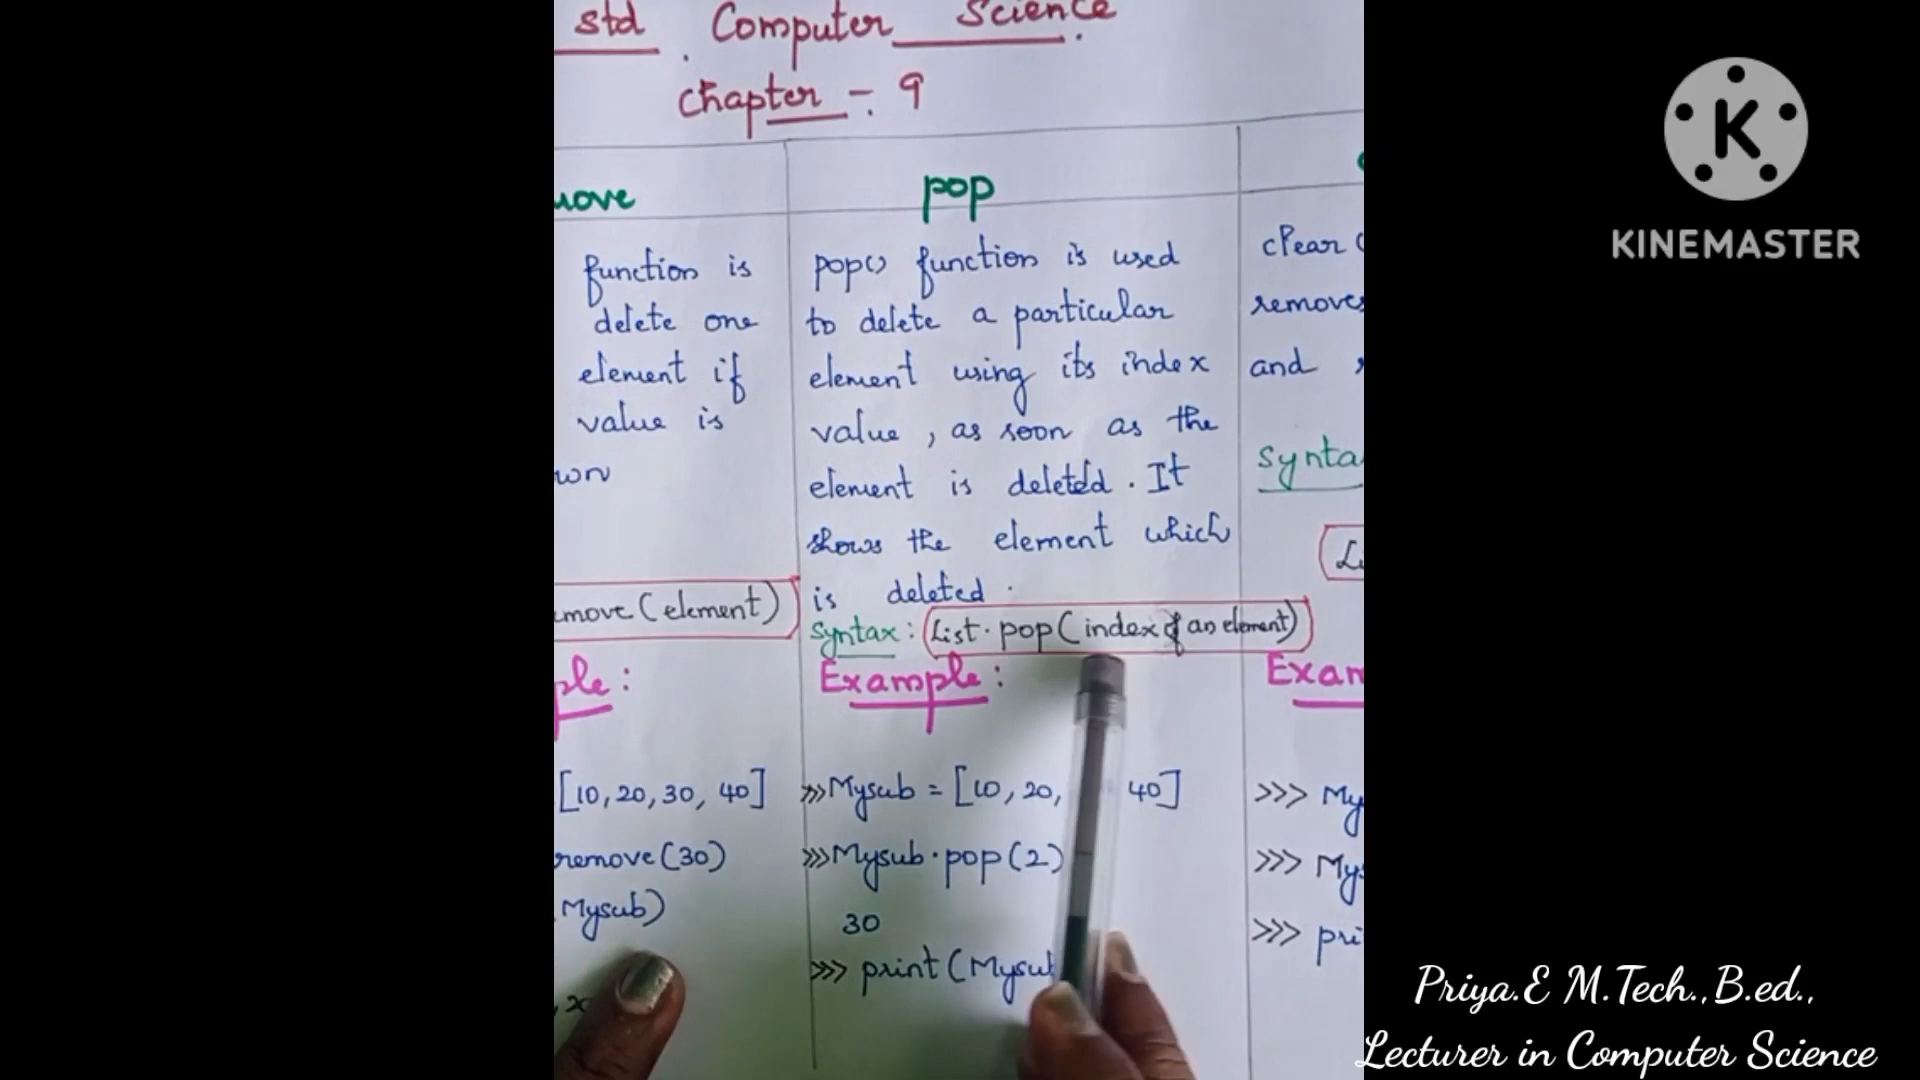 std . Computer Science.
Chapter -: 9
move
function is
delete one
element if
value is
own
move (element)
ple :
[10, 20, 30, 40]
remove (30)
Mysub)
pop
pop() function is used
to delete a particular
element using its index
value, as soon as the
element is deleted. It
shows the element which
is deleted.
Syntax : List.pop (index of an element)
Example :
>>> Mysub = [10, 20, 40]
>>> Mysub.pop (2)
30
>>> print (Mysub
clear (
removes
and
Synta
Li
Exam
>>> My
>>> Mys
>>> pri
KINEMASTER
Priya.E M.Tech.,B.ed.,
Lecturer in Computer Science